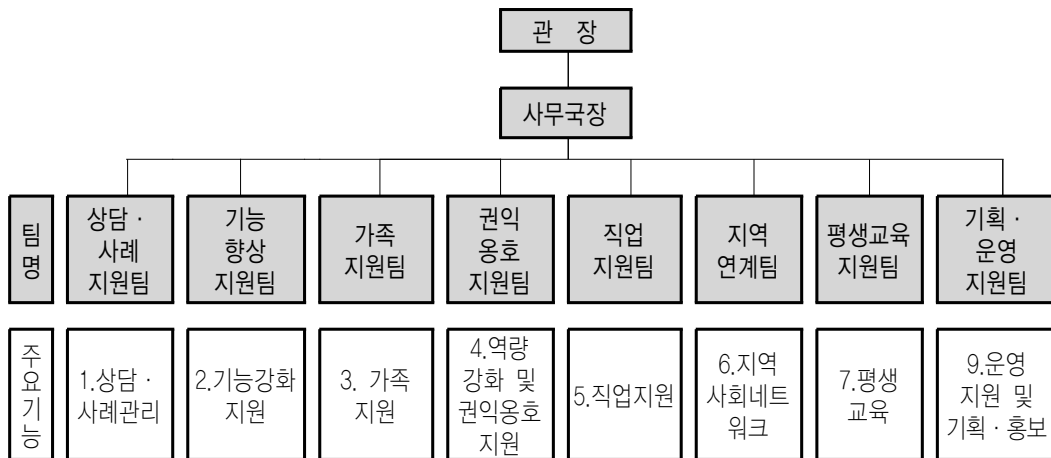 관 장
사무국장
팀
명
상담 ·
사례
지원팀
기능
향상
지원팀
가족
지원팀
권익
옹호
지원팀
직업
지원팀
지역
연계팀
평생교육
지원팀
기획 ·
운영
지원팀
주
요
기
능
1.상담 ·
사례관리
2.기능강화
지원
3. 가족
지원
4.역량
강화 및
권익옹호
지원
5.직업지원
6.지역
사회네트
워크
7.평생
교육
9.운영
지원 및
기획 · 홍보